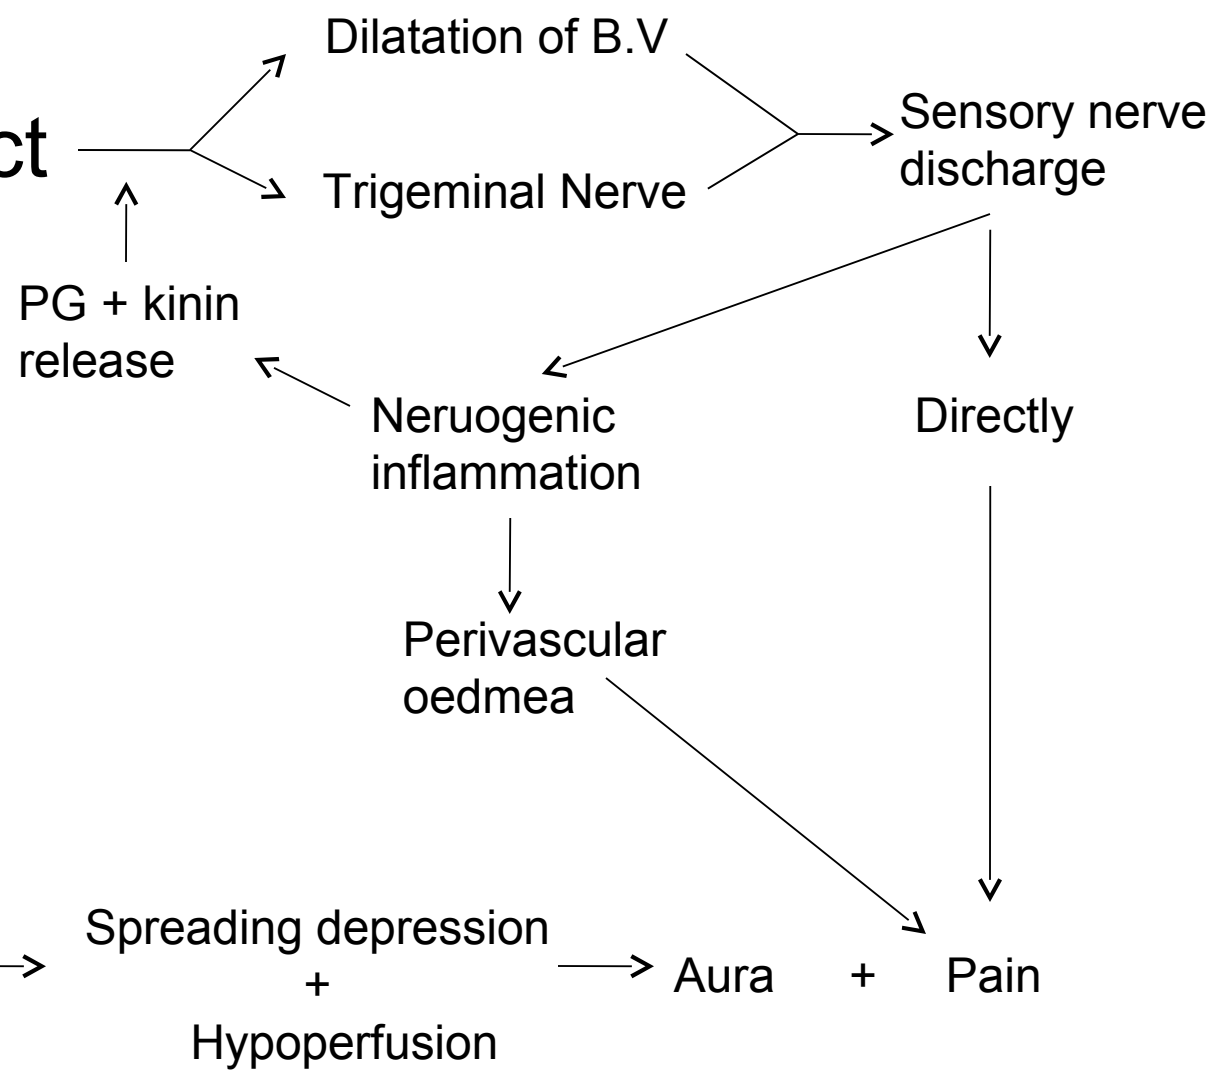 Dilatation of B.V
Sensory nerve
discharge
ct
Trigeminal Nerve
PG + kinin
release
Neruogenic
inflammation
Directly
Perivascular
oedmea
Spreading depression
+
Hypoperfusion
Aura + Pain